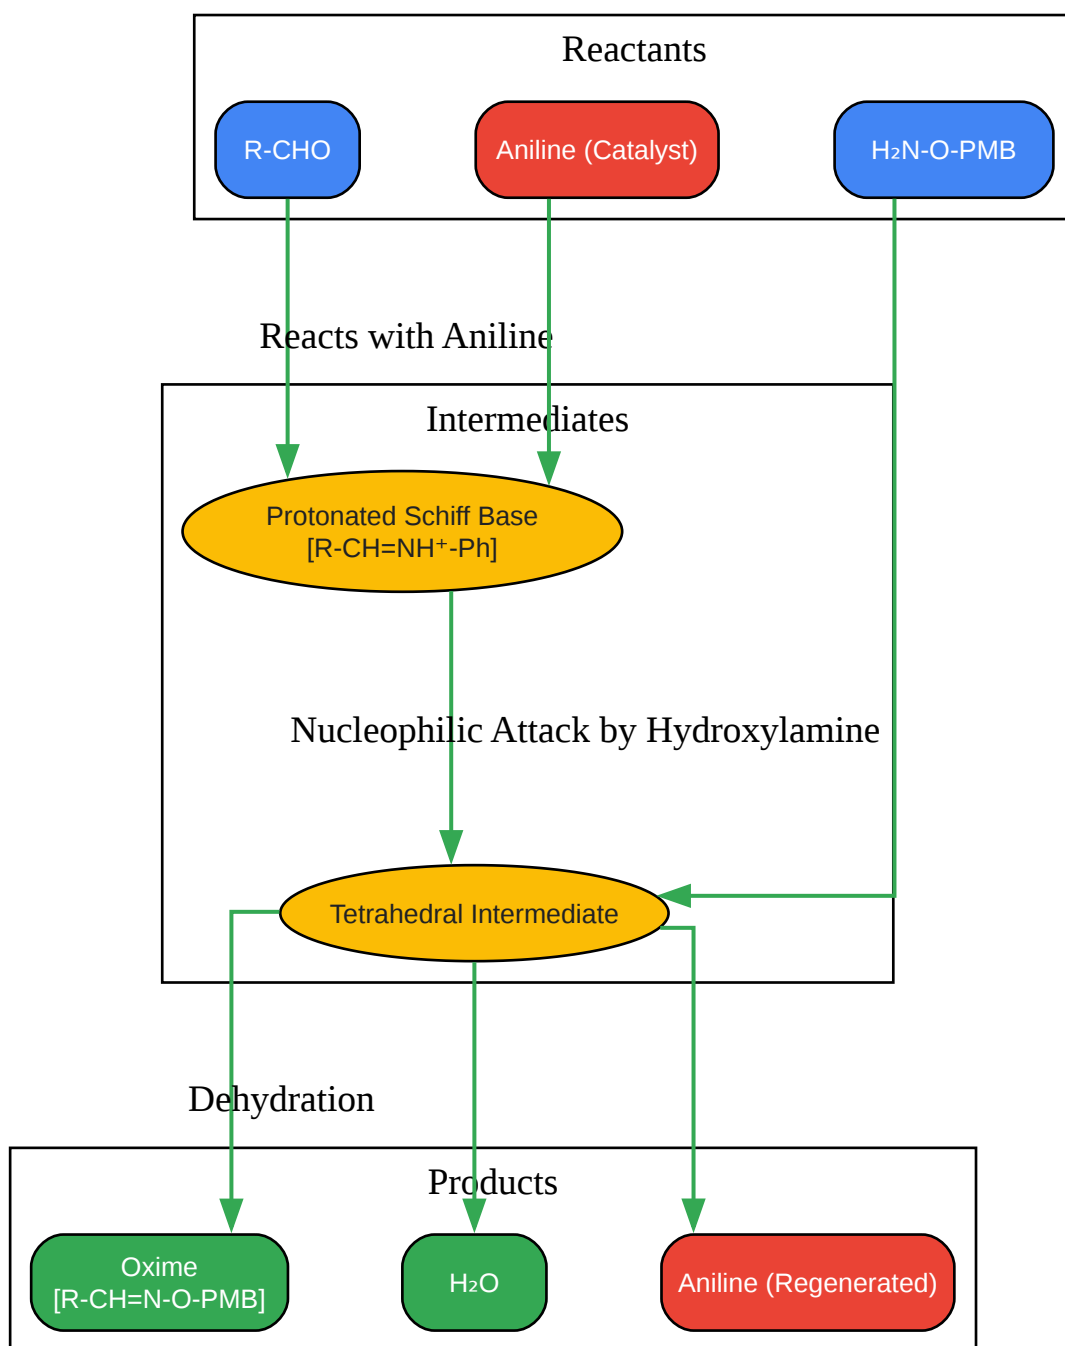 Reactants
R-CHO
Aniline (Catalyst)
H₂N-O-PMB
Reacts with Aniline
Intermediates
Protonated Schiff Base
[R-CH=NH⁺-Ph]
Nucleophilic Attack by Hydroxylamine
Tetrahedral Intermediate
Dehydration
Products
Oxime
[R-CH=N-O-PMB]
H₂O
Aniline (Regenerated)